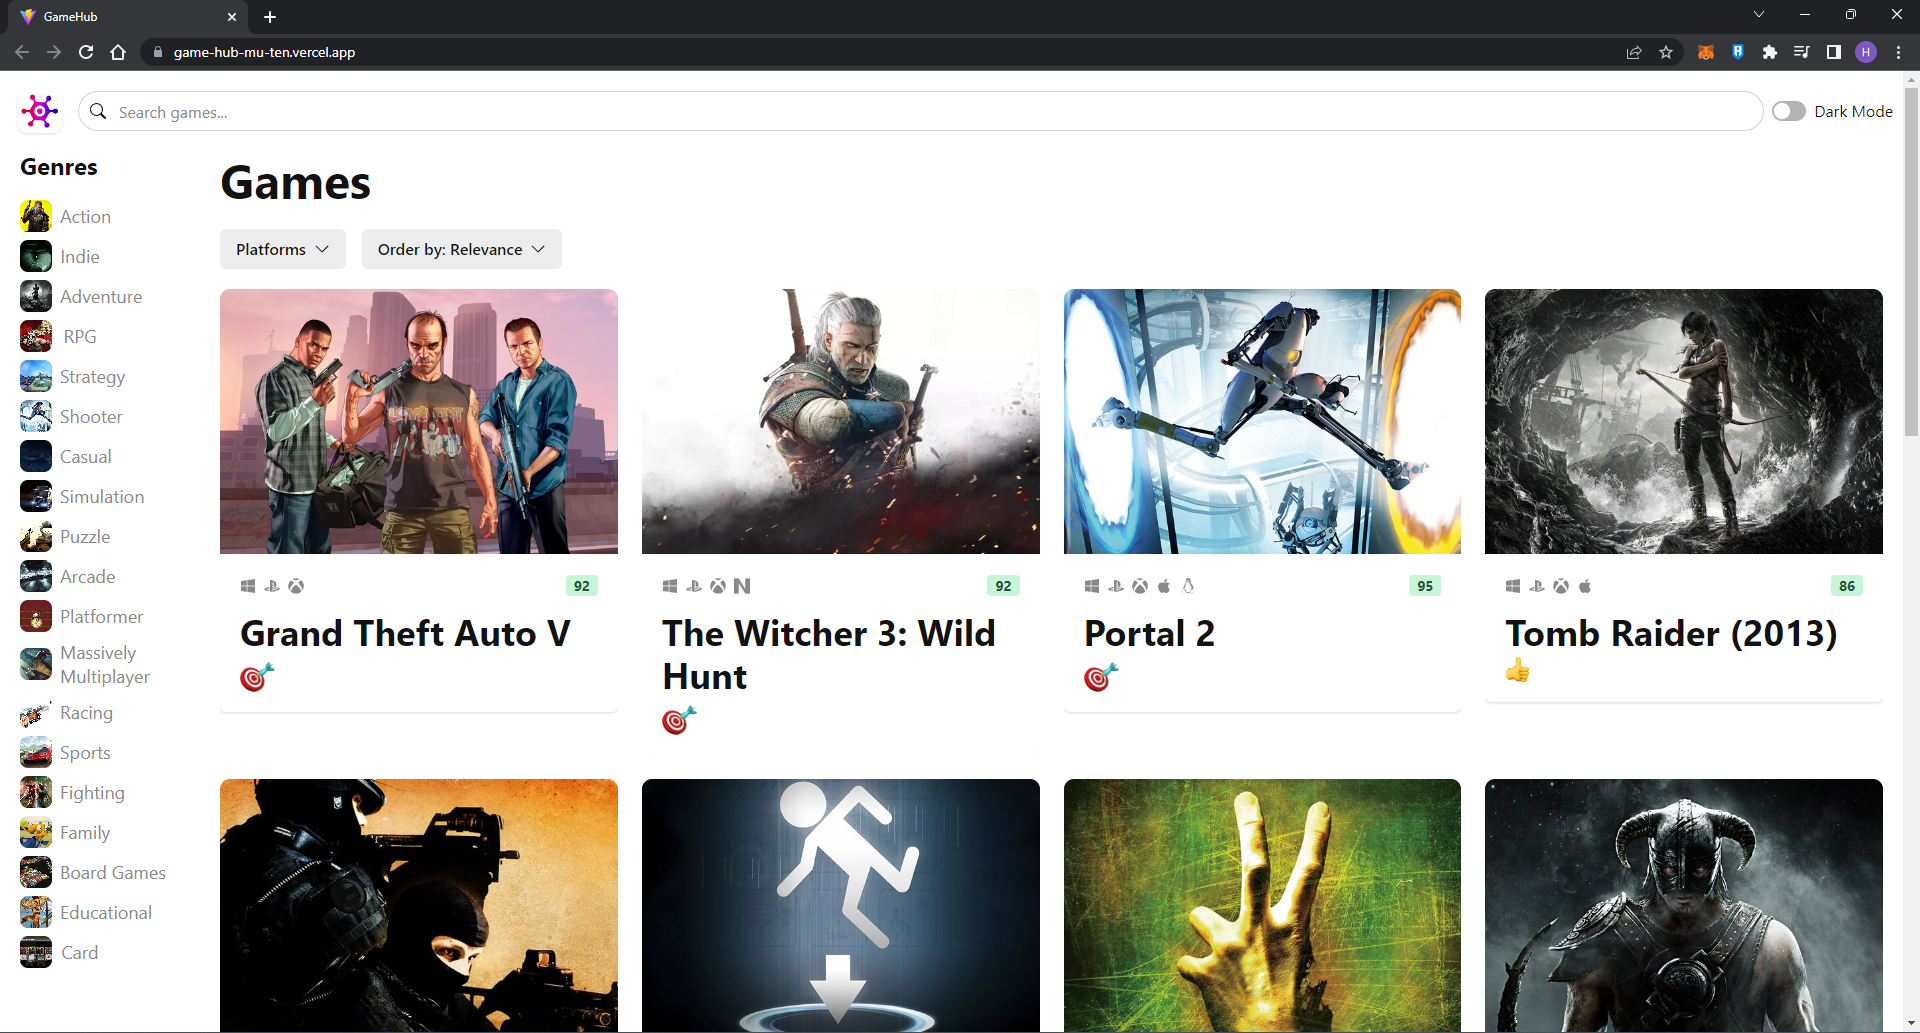 GameHub
game-hub-mu-ten.vercel.app
H
Search games...
Dark Mode
Genres
Action
Indie
Adventure
RPG
Strategy
Shooter
Casual
Simulation
Puzzle
Arcade
Platformer
Massively
Multiplayer
Racing
Sports
Fighting
Family
Board Games
Educational
Card
Games
Platforms
Order by: Relevance
92
Grand Theft Auto V
92
The Witcher 3: Wild
Hunt
95
Portal 2
86
Tomb Raider (2013)